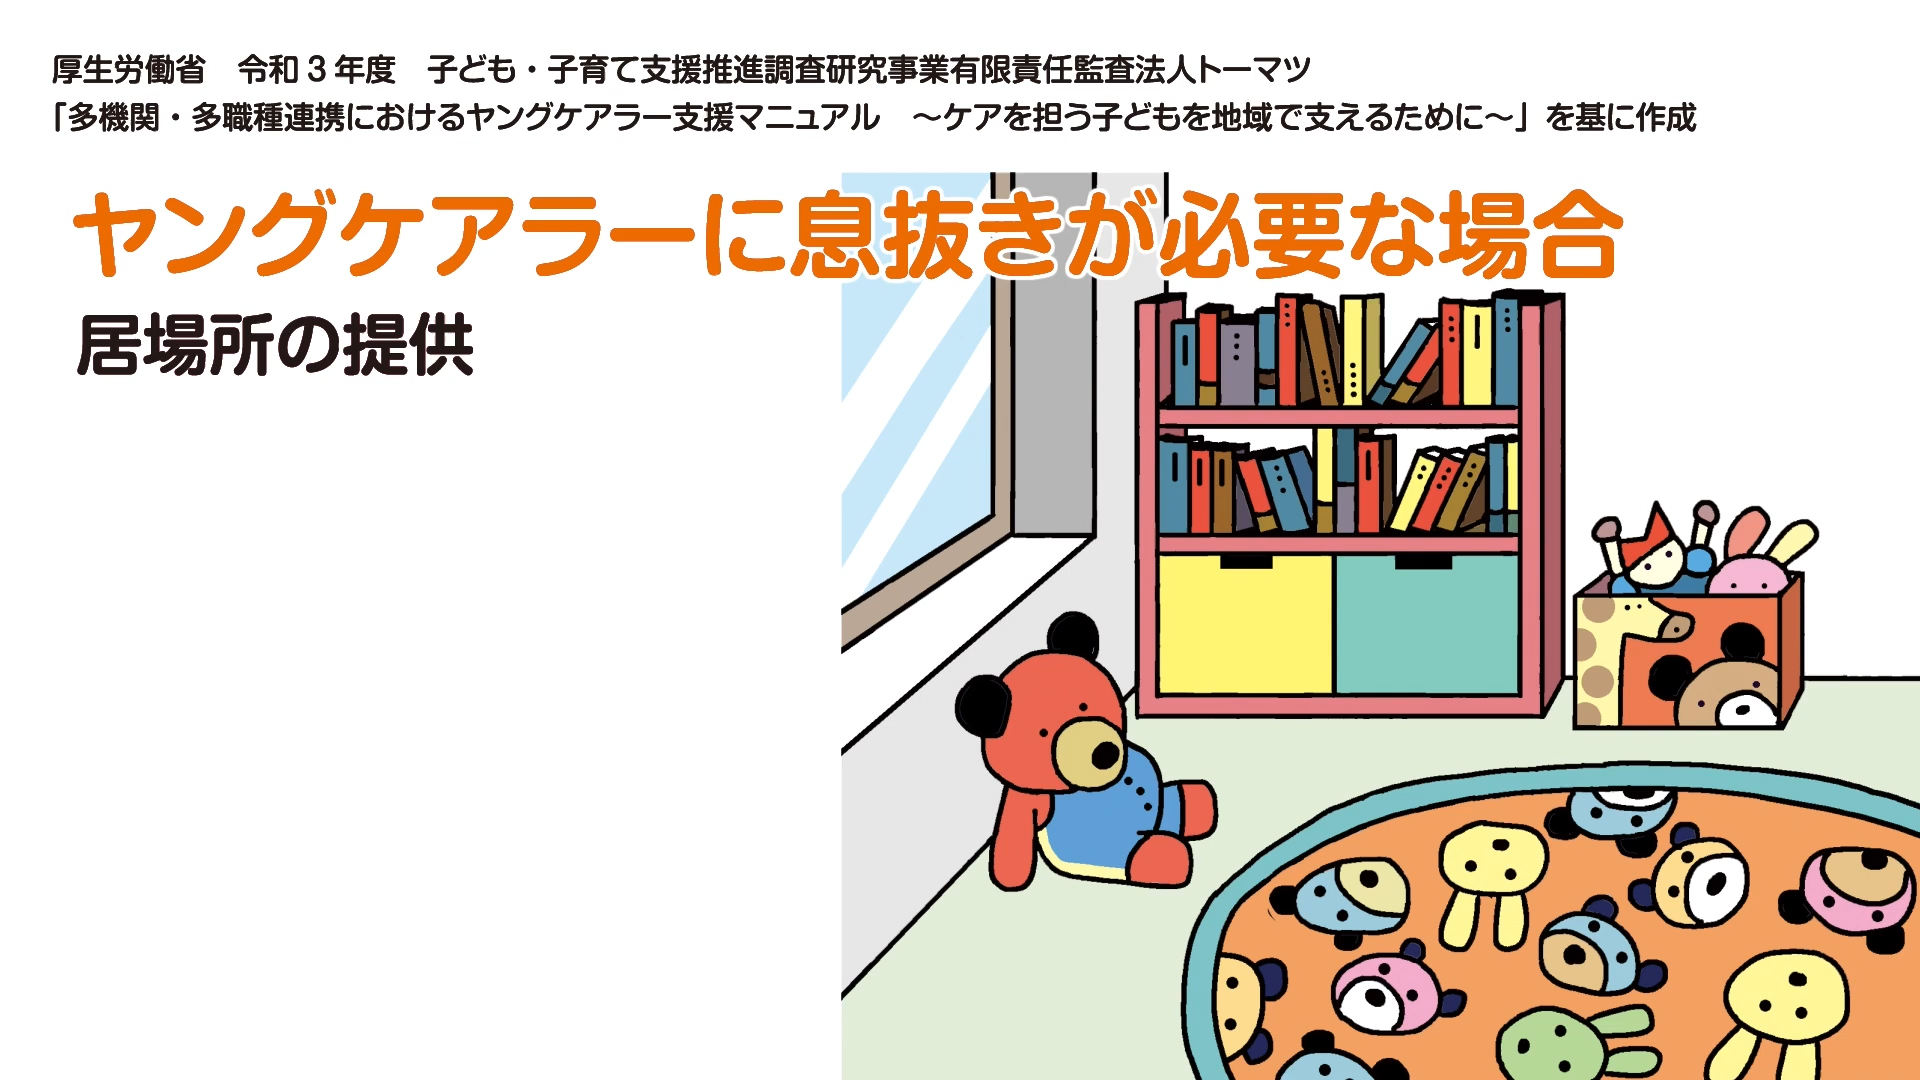 厚生労働省　令和3年度　子ども・子育て支援推進調査研究事業有限責任監査法人トーマツ
「多機関・多職種連携におけるヤングケアラー支援マニュアル　～ケアを担う子どもを地域で支えるために～」を基に作成
ヤングケアラーに息抜きが必要な場合
居場所の提供